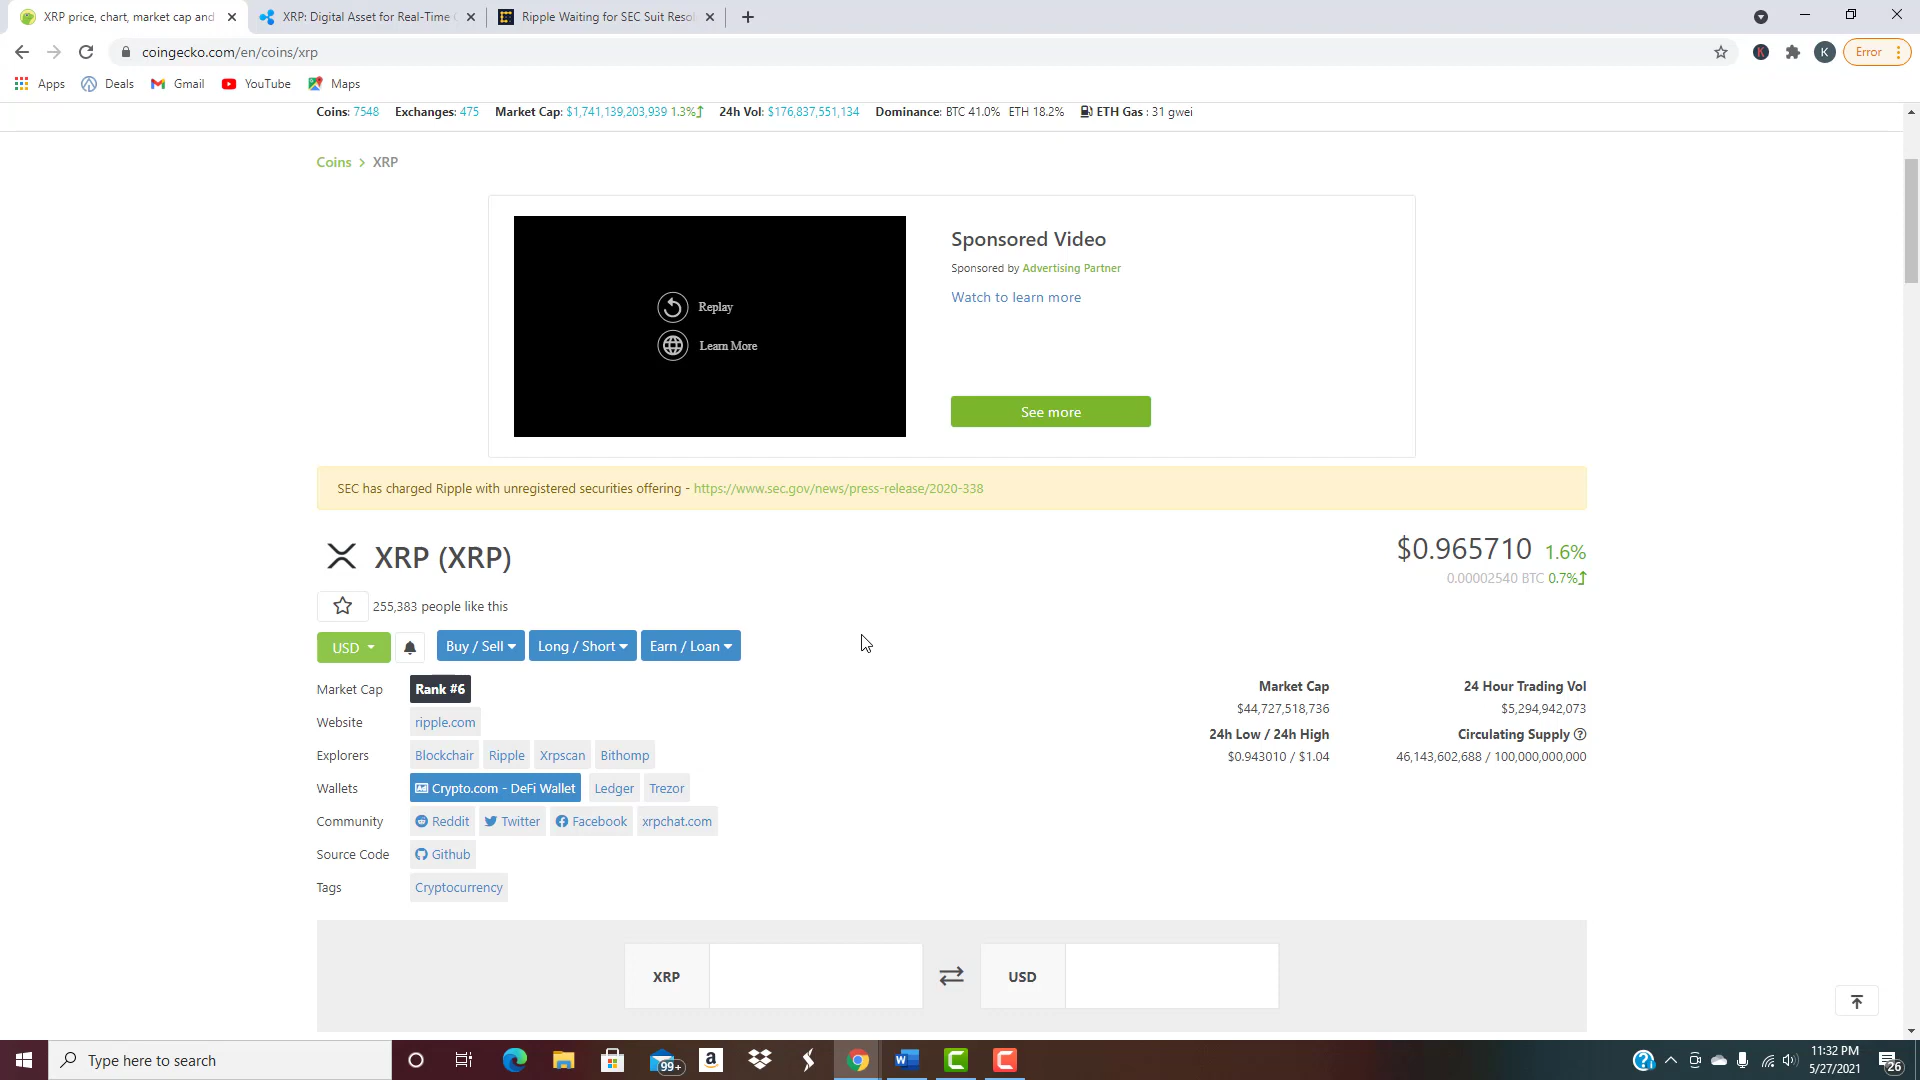 XRP price, chart, market cap and
XRP: Digital Asset for Real-Time
Ripple Waiting for SEC Suit Reso
coingecko.com/en/coins/xrp
K
K
Error
Apps
Deals
Gmail
YouTube
Maps
Coins: 7548 Exchanges: 475 Market Cap: $1,741,139,203,939 1.3% 24h Vol: $176,837,551,134 Dominance: BTC 41.0% ETH 18.2% ETH Gas : 31 gwei
Coins > XRP
Sponsored Video
Sponsored by Advertising Partner
Watch to learn more
Replay
Learn More
See more
SEC has charged Ripple with unregistered securities offering - https://www.sec.gov/news/press-release/2020-338
XRP (XRP)
$0.965710 1.6%
0.00002540 BTC 0.7%
255,383 people like this
USD
Buy / Sell
Long / Short
Earn / Loan
Market Cap Rank #6
Website ripple.com
Explorers Blockchair Ripple Xrpscan Bithomp
Wallets Crypto.com - DeFi Wallet Ledger Trezor
Community Reddit Twitter Facebook xrpchat.com
Source Code Github
Tags Cryptocurrency
Market Cap
$44,727,518,736
24h Low / 24h High
$0.943010 / $1.04
24 Hour Trading Vol
$5,294,942,073
Circulating Supply
46,143,602,688 / 100,000,000,000
XRP
USD
Type here to search
99+
11:32 PM
5/27/2021
26